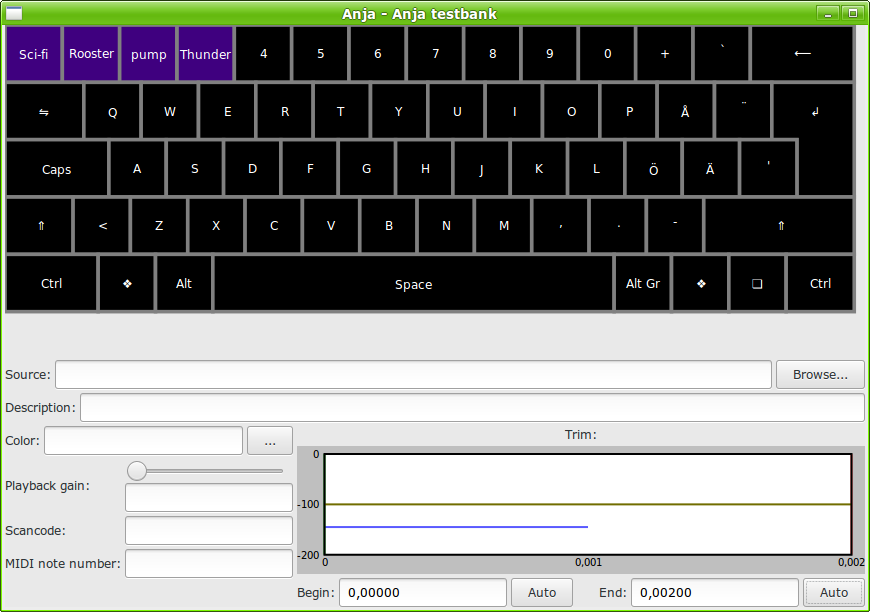 Anja - Anja testbank
Sci-fi Rooster pump Thunder 4 5 6 7 8 9 0 + ` ←
⇋ Q W E R T Y U I O P Å ¨ ↲
Caps A S D F G H J K L Ö Ä '
⇑ < Z X C V B N M , . - ⇑
Ctrl ❖ Alt Space Alt Gr ❖ ❏ Ctrl
Source: Browse...
Description:
Color: ...
Trim:
Playback gain:
Scancode:
MIDI note number:
0
-100
-200
0 0,001 0,002
Begin: 0,00000 Auto End: 0,00200 Auto